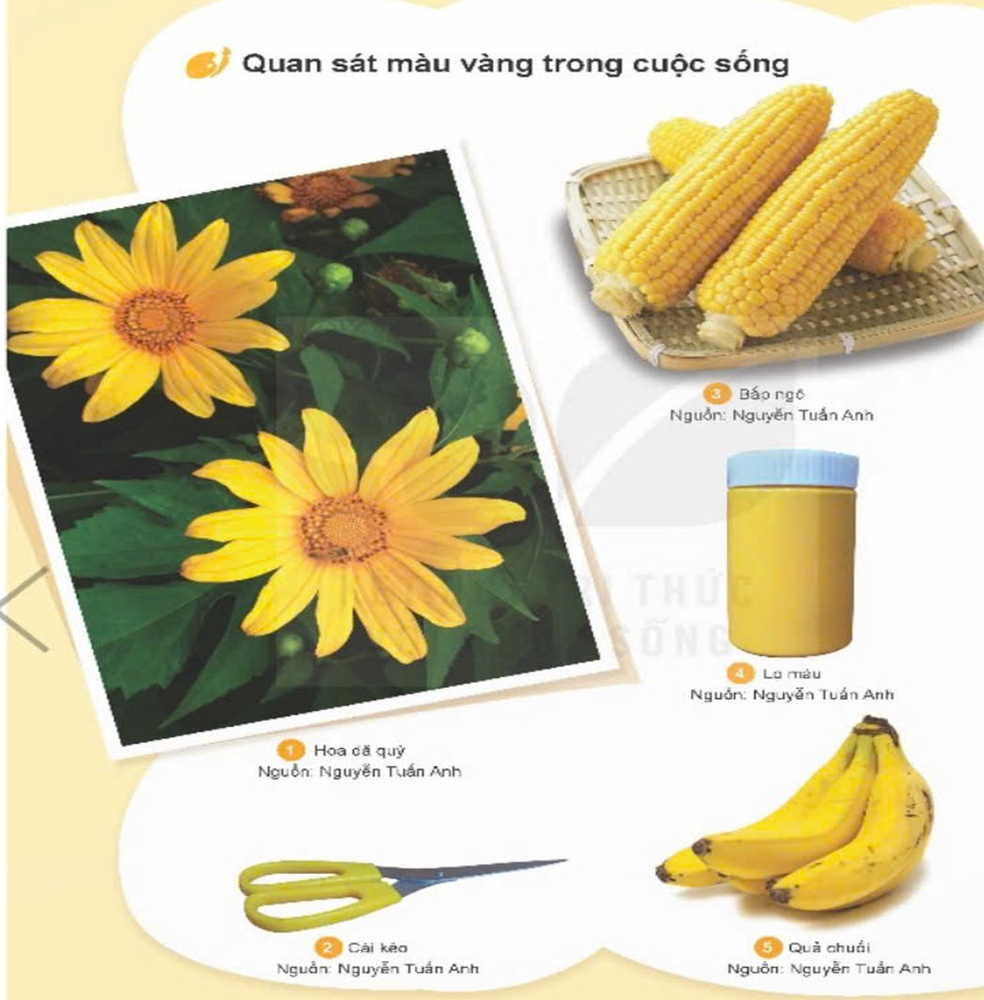 Quan sát màu vàng trong cuộc sống
3 Bắp ngô
Nguồn: Nguyễn Tuấn Anh
THỨC
SỐNG
4 Lọ màu
Nguồn: Nguyễn Tuấn Anh
1 Hoa dã quỳ
Nguồn: Nguyễn Tuấn Anh
2 Cái kéo
Nguồn: Nguyễn Tuấn Anh
5 Quả chuối
Nguồn: Nguyễn Tuấn Anh